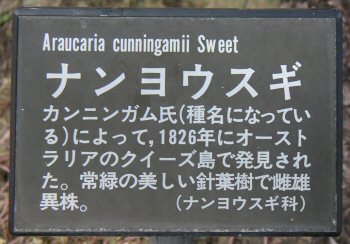 Araucaria cunningamii Sweet
ナンヨウスギ
カンニンガム氏(種名になってい
る)によって,1826年にオースト
ラリアのクイーズ島で発見され
た。常緑の美しい針葉樹で雌雄
異株。 (ナンヨウスギ科)